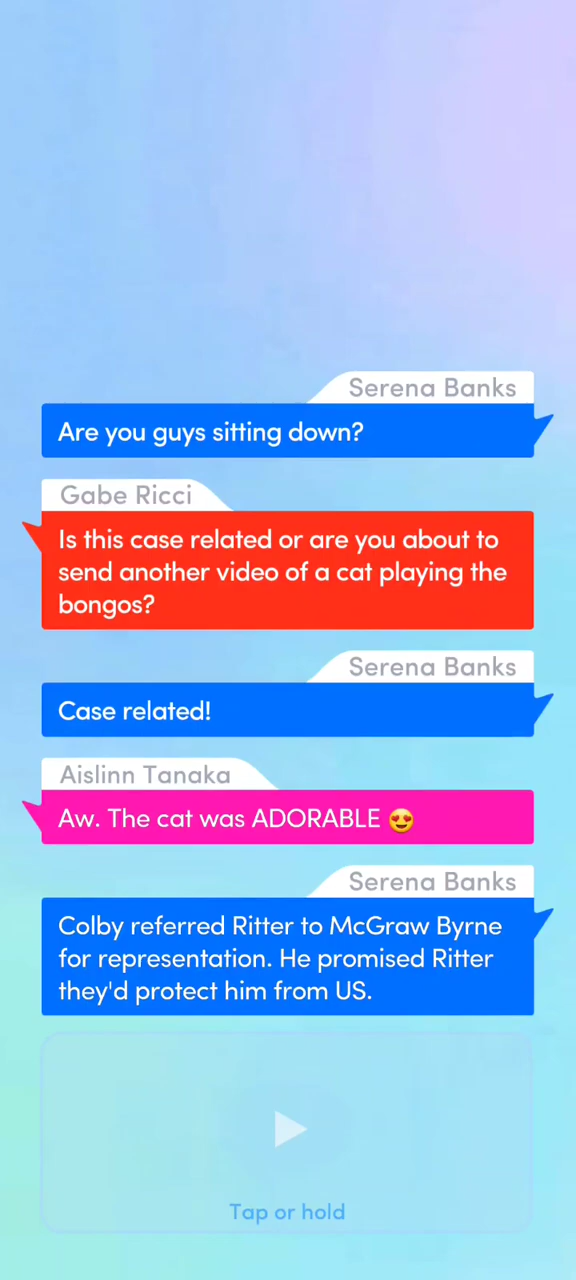 Serena Banks
Are you guys sitting down?
Gabe Ricci
Is this case related or are you about to
send another video of a cat playing the
bongos?
Serena Banks
Case related!
Aislinn Tanaka
Aw. The cat was ADORABLE 😍
Serena Banks
Colby referred Ritter to McGraw Byrne
for representation. He promised Ritter
they'd protect him from US.
Tap or hold